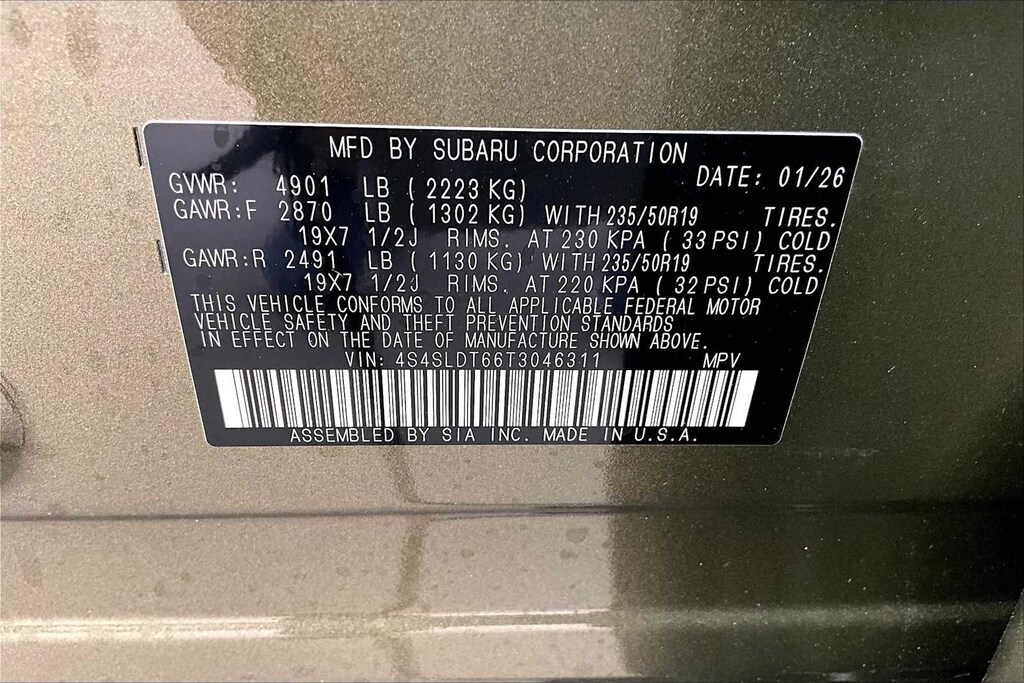 MFD BY SUBARU CORPORATION
DATE: 01/26
GVWR: 4901 LB ( 2223 KG)
GAWR:F 2870 LB ( 1302 KG) WITH 235/50R19 TIRES.
19X7 1/2J RIMS. AT 230 KPA ( 33 PSI) COLD
GAWR:R 2491 LB ( 1130 KG) WITH 235/50R19 TIRES.
19X7 1/2J RIMS. AT 220 KPA ( 32 PSI) COLD
THIS VEHICLE CONFORMS TO ALL APPLICABLE FEDERAL MOTOR
VEHICLE SAFETY AND THEFT PREVENTION STANDARDS
IN EFFECT ON THE DATE OF MANUFACTURE SHOWN ABOVE.
VIN: 4S4SLDT66T3046311 MPV
ASSEMBLED BY SIA INC. MADE IN U.S.A.